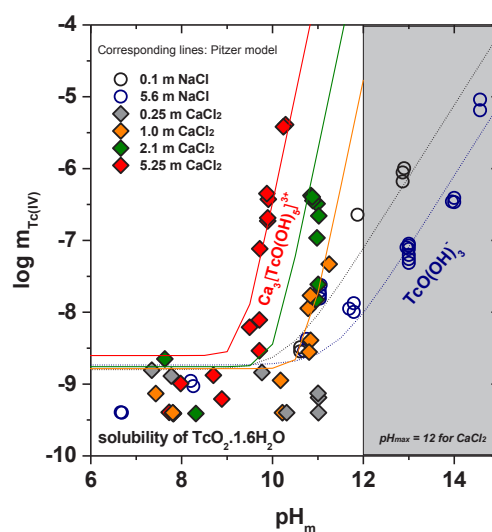 Corresponding lines: Pitzer model
0.1 m NaCl
5.6 m NaCl
0.25 m CaCl₂
1.0 m CaCl₂
2.1 m CaCl₂
5.25 m CaCl₂
-4
-5
-6
-7
-8
-9
-10
log m_Tc(IV)
Ca₃[TcO(OH)₅]³⁺
TcO(OH)₃⁻
solubility of TcO₂.1.6H₂O
pHₘₐₓ = 12 for CaCl₂
6 8 10 12 14
pHₘ